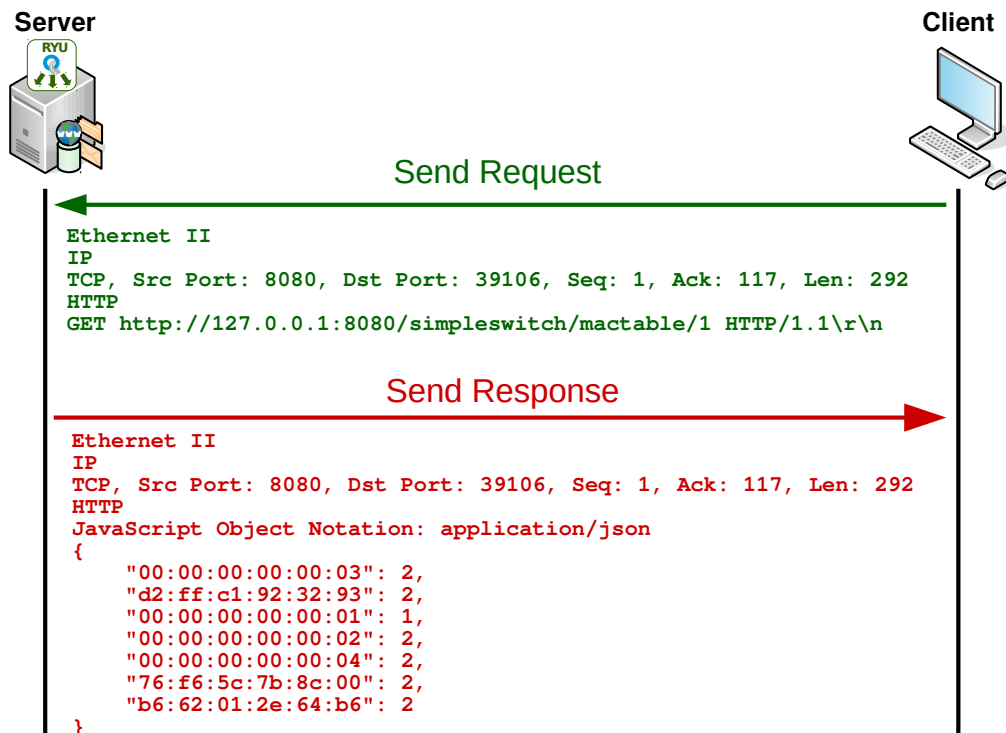 Server
Client
RYU
Send Request
Ethernet II
IP
TCP, Src Port: 8080, Dst Port: 39106, Seq: 1, Ack: 117, Len: 292
HTTP
GET http://127.0.0.1:8080/simpleswitch/mactable/1 HTTP/1.1\r\n
Send Response
Ethernet II
IP
TCP, Src Port: 8080, Dst Port: 39106, Seq: 1, Ack: 117, Len: 292
HTTP
JavaScript Object Notation: application/json
{
"00:00:00:00:00:03": 2,
"d2:ff:c1:92:32:93": 2,
"00:00:00:00:00:01": 1,
"00:00:00:00:00:02": 2,
"00:00:00:00:00:04": 2,
"76:f6:5c:7b:8c:00": 2,
"b6:62:01:2e:64:b6": 2
}